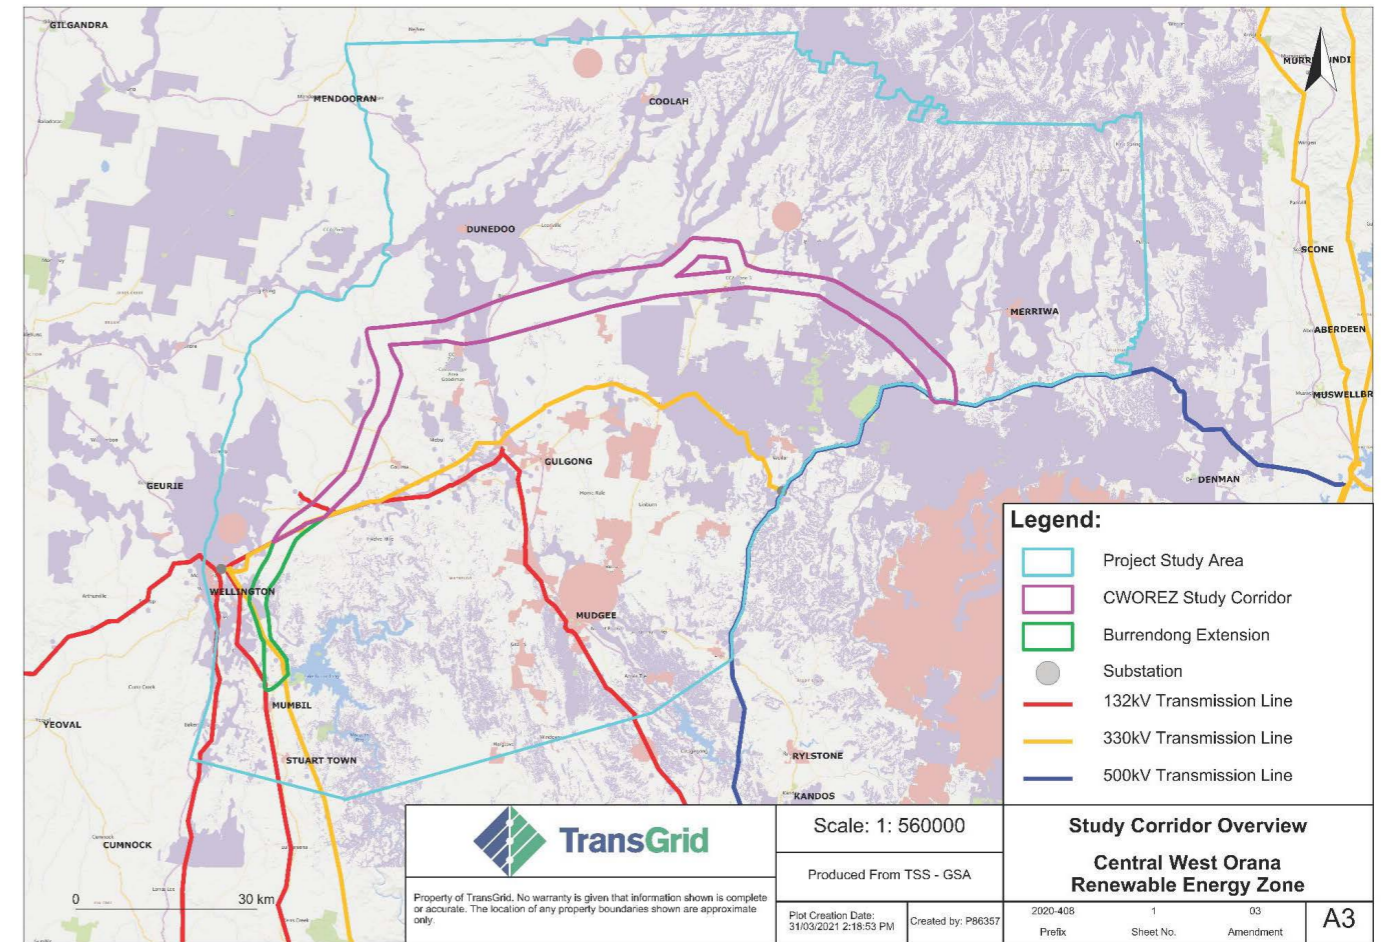 GILGANDRA
MURR INDI
MENDOORAN
COOLAH
DUNEDOO
SCONE
MERRIWA
ABERDEEN
MUSWELLBR
GULGONG
GEURIE
DENMAN
WELLINGTON
MUDGEE
MUMBIL
YEOVAL
STUART TOWN
RYLSTONE
KANDOS
CUMNOCK
0 30 km
Legend:
Project Study Area
CWOREZ Study Corridor
Burrendong Extension
Substation
132kV Transmission Line
330kV Transmission Line
500kV Transmission Line
TransGrid
Property of TransGrid. No warranty is given that information shown is complete
or accurate. The location of any property boundaries shown are approximate
only.
Scale: 1: 560000
Produced From TSS - GSA
Plot Creation Date:
31/03/2021 2:18:53 PM
Created by: P86357
Study Corridor Overview
Central West Orana
Renewable Energy Zone
2020-408 1 03
Prefix Sheet No. Amendment
A3